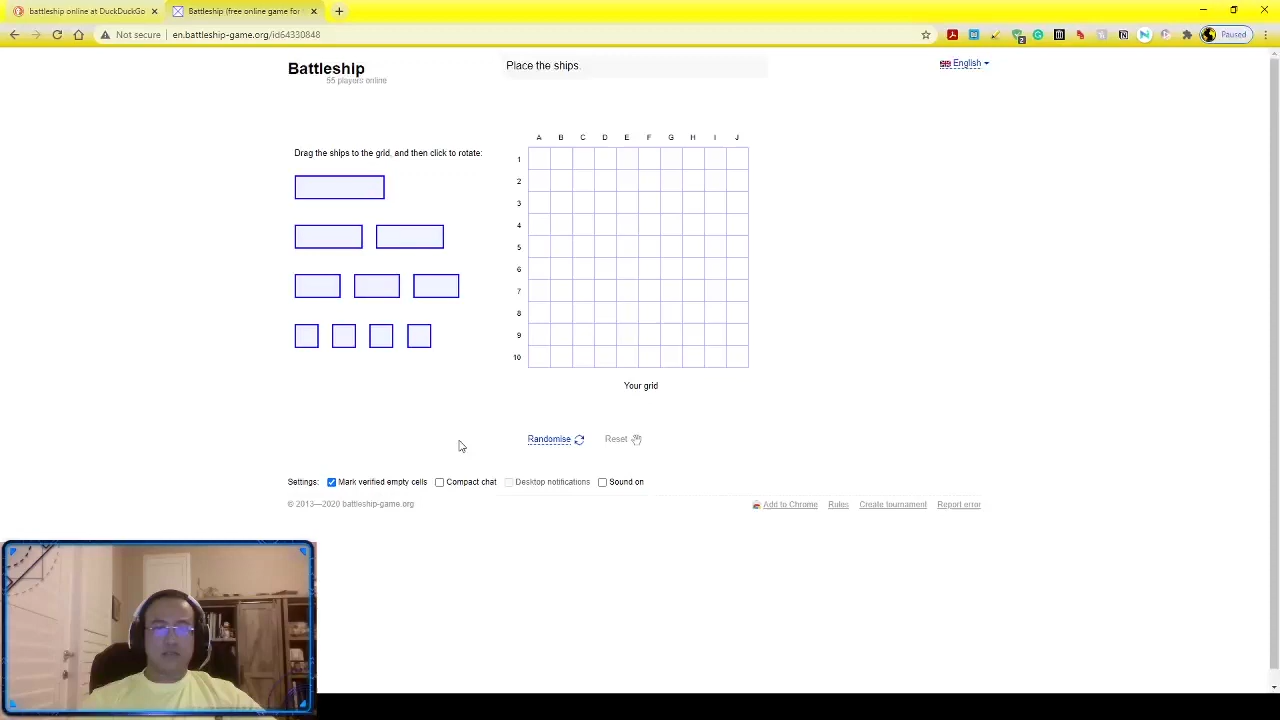 battleship online at DuckDuckGo
Battleship (free online game for
Not secure
en.battleship-game.org/id64330848
Paused
Battleship
55 players online
Place the ships.
English
Drag the ships to the grid, and then click to rotate:
A B C D E F G H I J
1
2
3
4
5
6
7
8
9
10
Your grid
Randomise
Reset
Settings:
Mark verified empty cells
Compact chat
Desktop notifications
Sound on
© 2013—2020 battleship-game.org
Add to Chrome
Rules
Create tournament
Report error